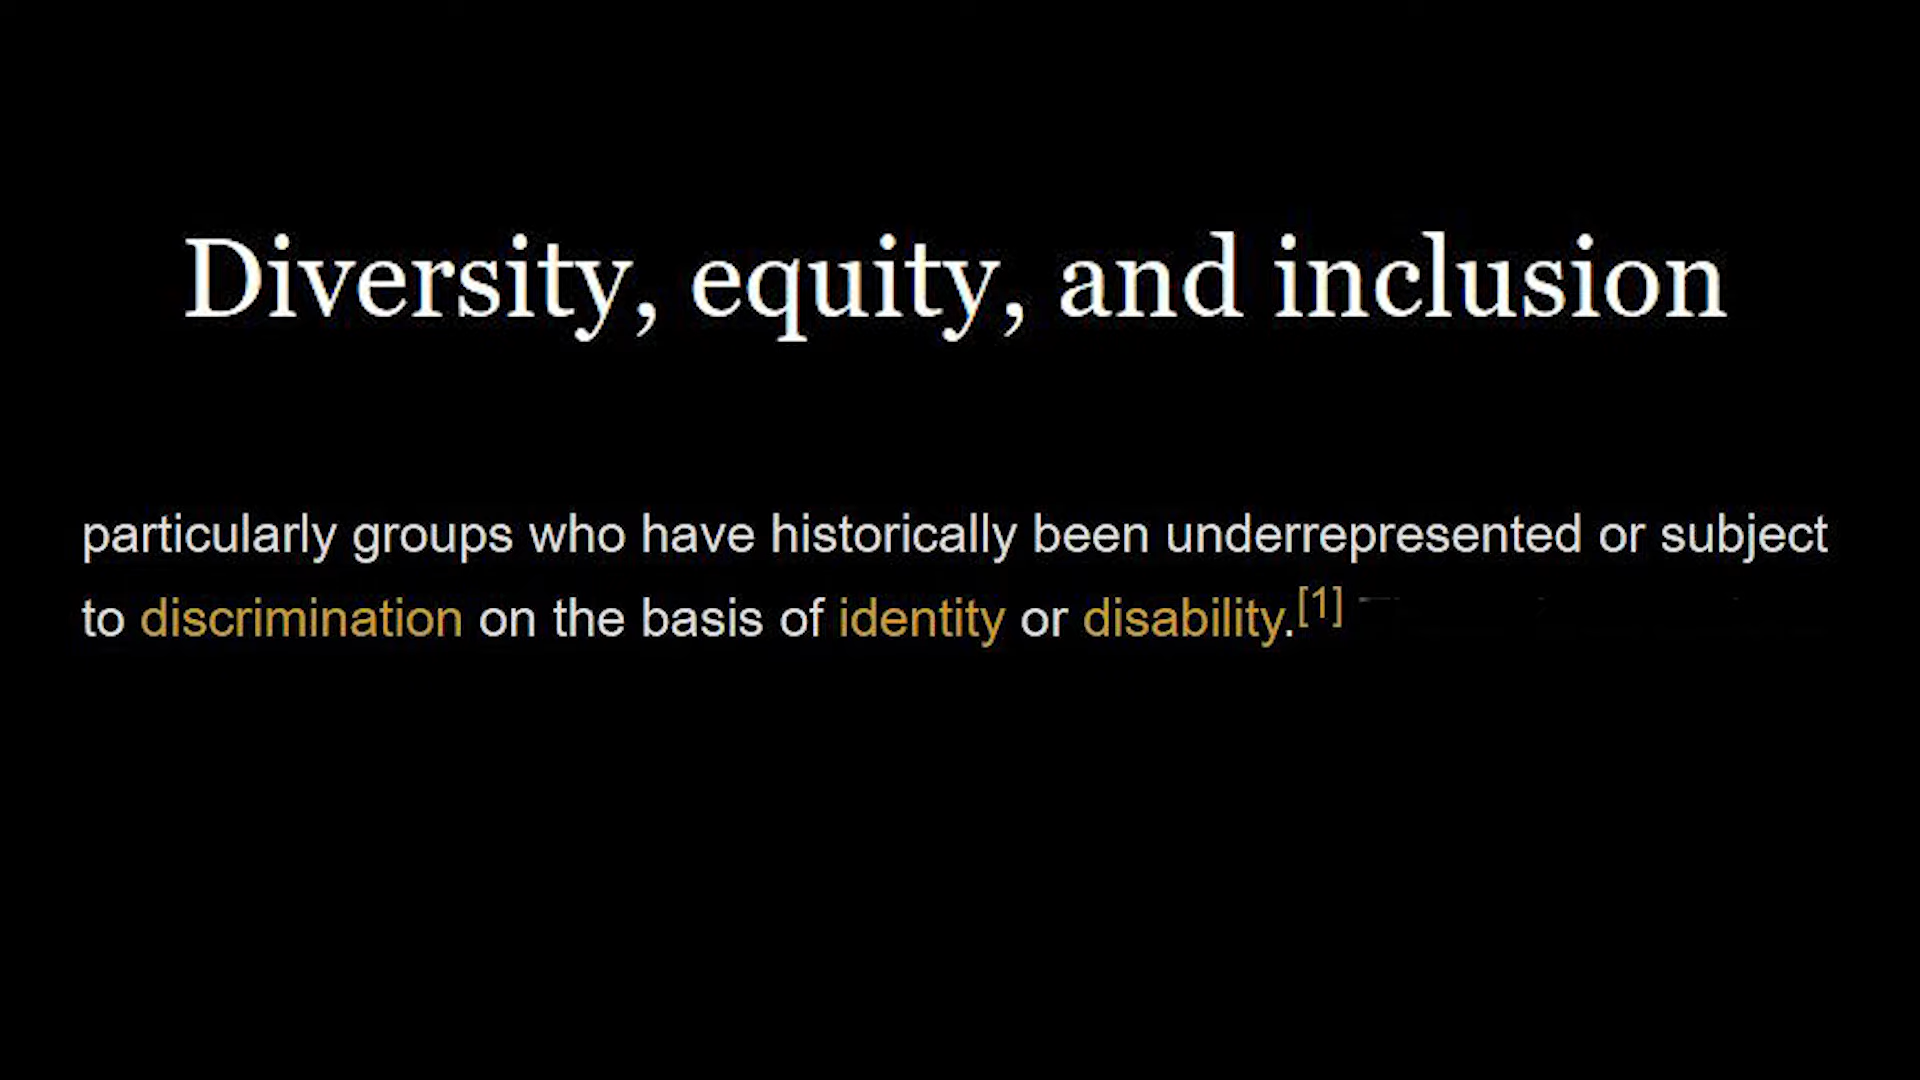 Diversity, equity, and inclusion
particularly groups who have historically been underrepresented or subject
to discrimination on the basis of identity or disability.[1]